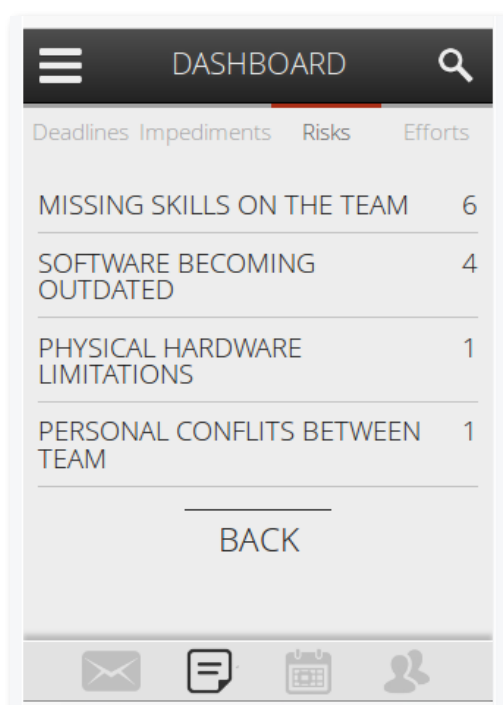 DASHBOARD
Deadlines Impediments Risks Efforts
MISSING SKILLS ON THE TEAM 6
SOFTWARE BECOMING 4
OUTDATED
PHYSICAL HARDWARE 1
LIMITATIONS
PERSONAL CONFLITS BETWEEN 1
TEAM
BACK